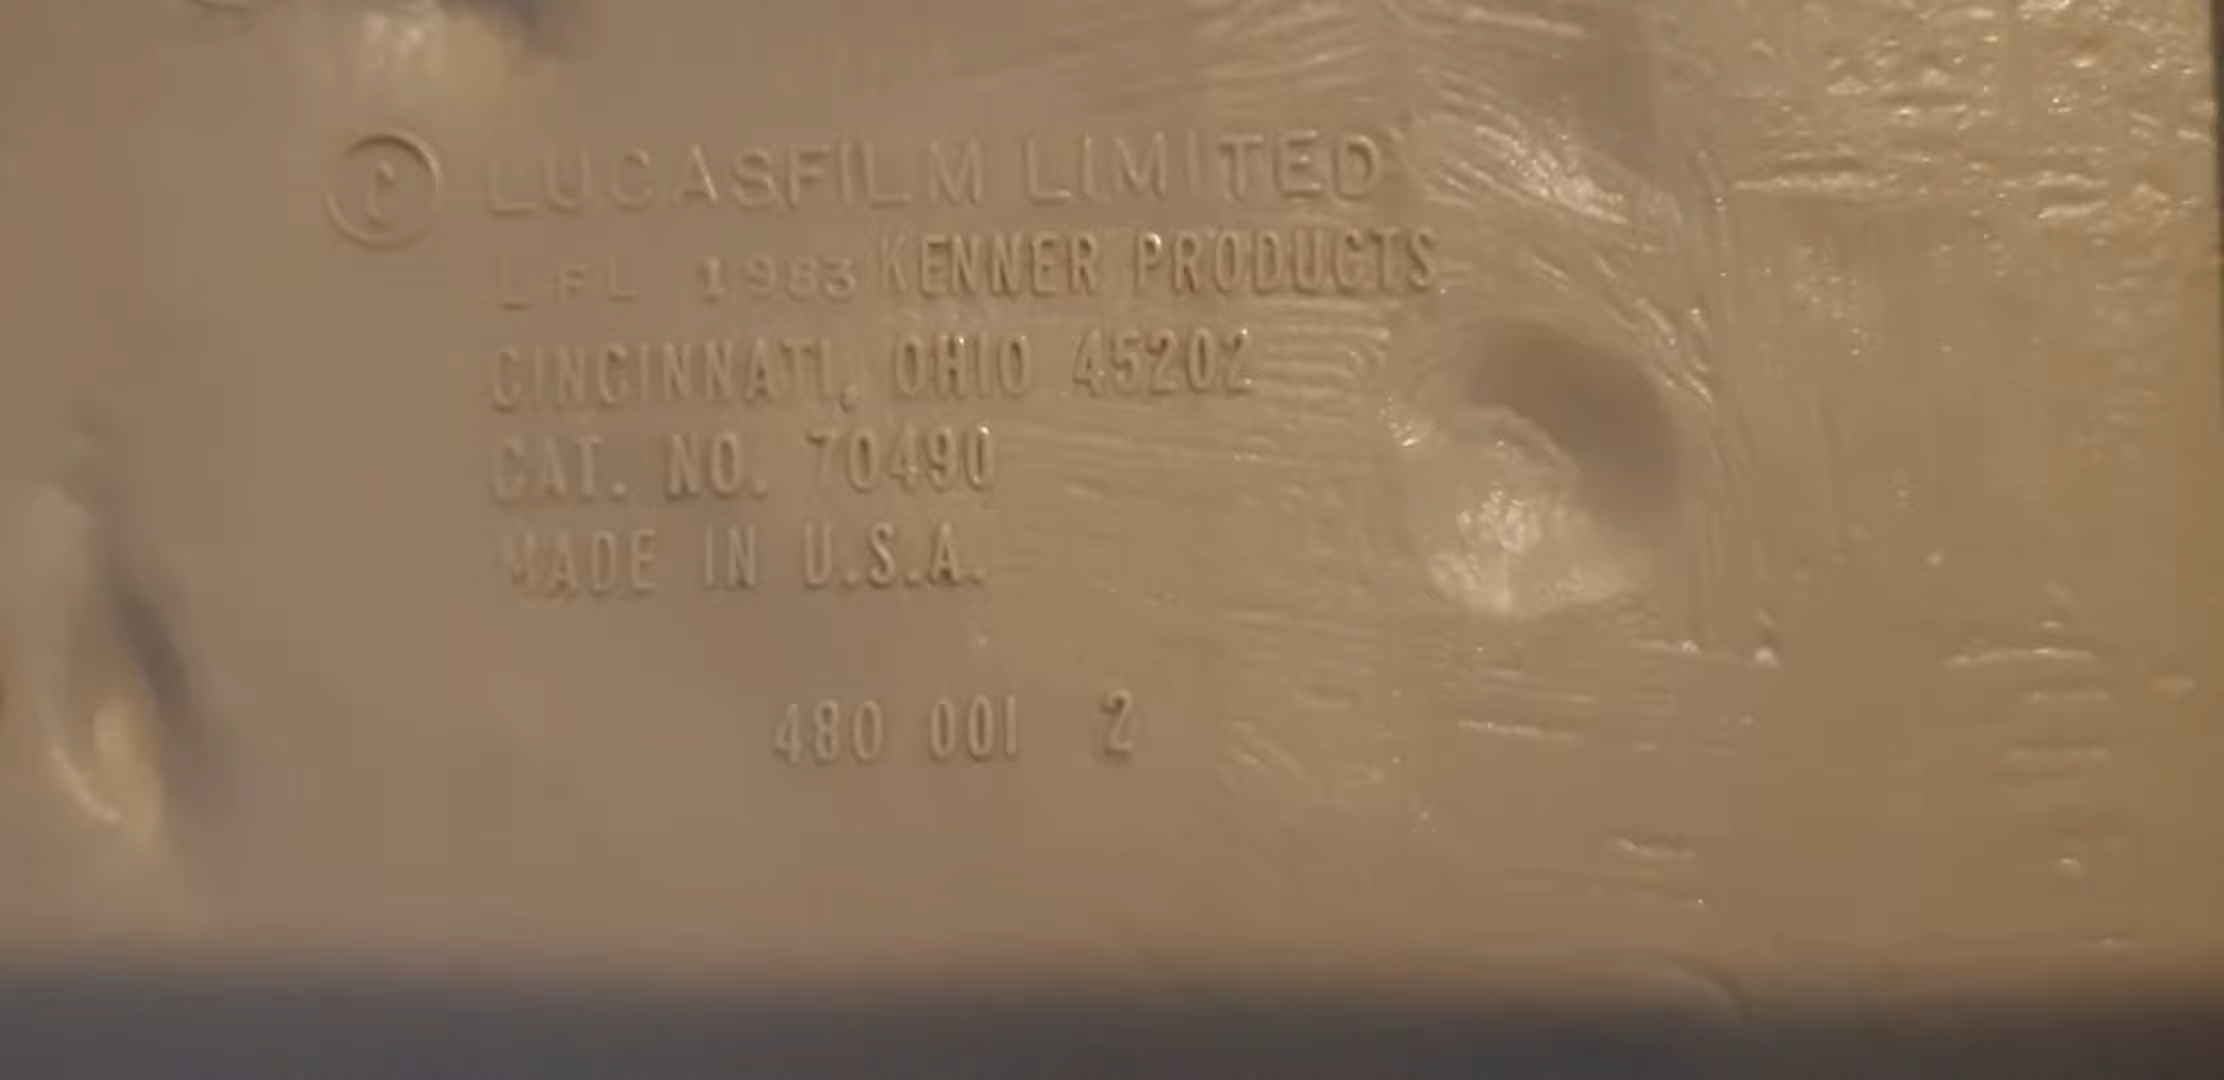 © LUCASFILM LIMITED
LFL 1983 KENNER PRODUCTS
CINCINNATI, OHIO 45202
CAT. NO. 70490
MADE IN U.S.A.
480 001 2